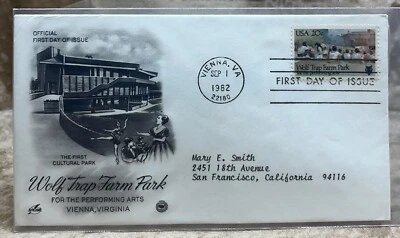 OFFICIAL
FIRST DAY OF ISSUE
THE FIRST
CULTURAL PARK
Wolf Trap Farm Park
FOR THE PERFORMING ARTS
VIENNA, VIRGINIA
VIENNA, VA
SEP 1
1982
22180
USA 20c
Wolf Trap Farm Park
FIRST DAY OF ISSUE
Mary E. Smith
2451 18th Avenue
San Francisco, California 94116